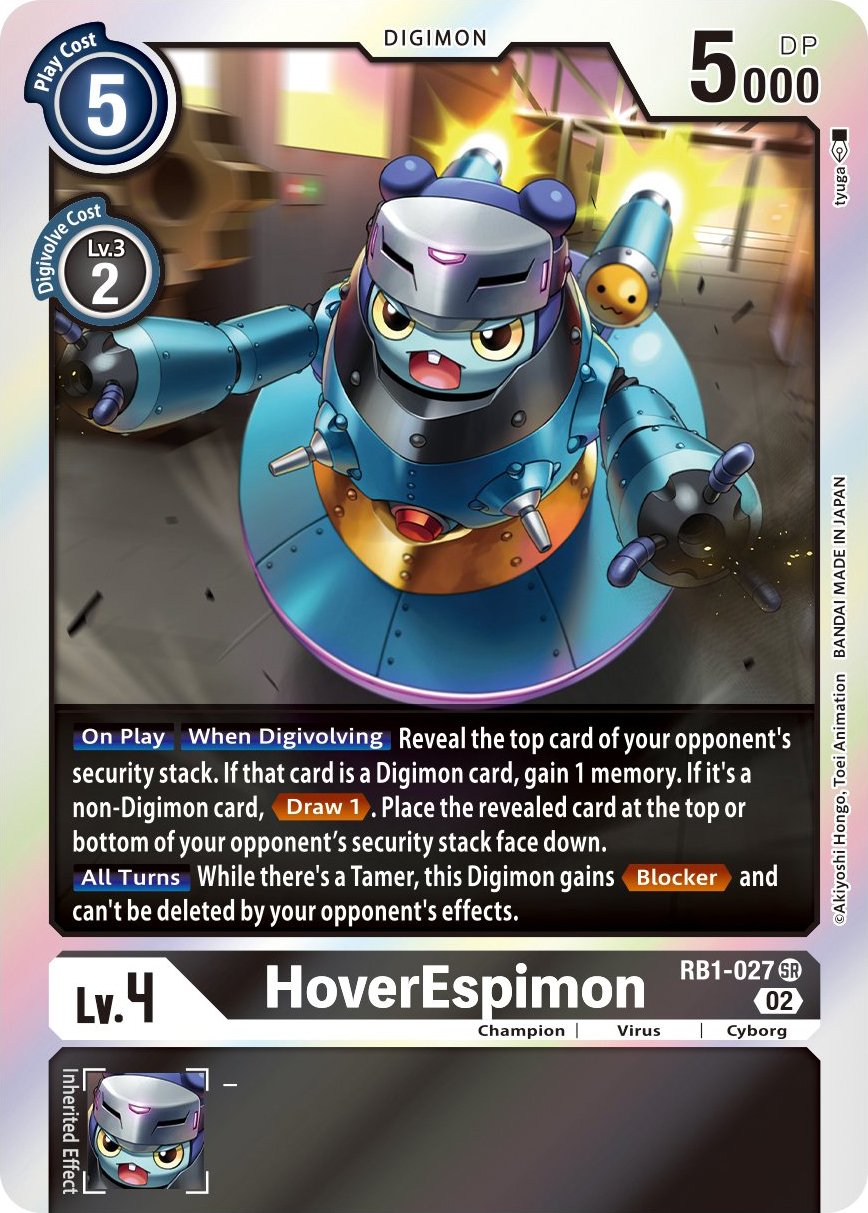 DIGIMON
Play Cost
5
DP
5000
Digivolve Cost
Lv.3
2
tyuga
On Play When Digivolving Reveal the top card of your opponent's
security stack. If that card is a Digimon card, gain 1 memory. If it's a
non-Digimon card, Draw 1. Place the revealed card at the top or
bottom of your opponent’s security stack face down.
All Turns While there's a Tamer, this Digimon gains Blocker and
can't be deleted by your opponent's effects.
©Akiyoshi Hongo, Toei Animation BANDAI MADE IN JAPAN
Lv.4
HoverEspimon
RB1-027 SR
02
Champion | Virus | Cyborg
Inherited Effect
–